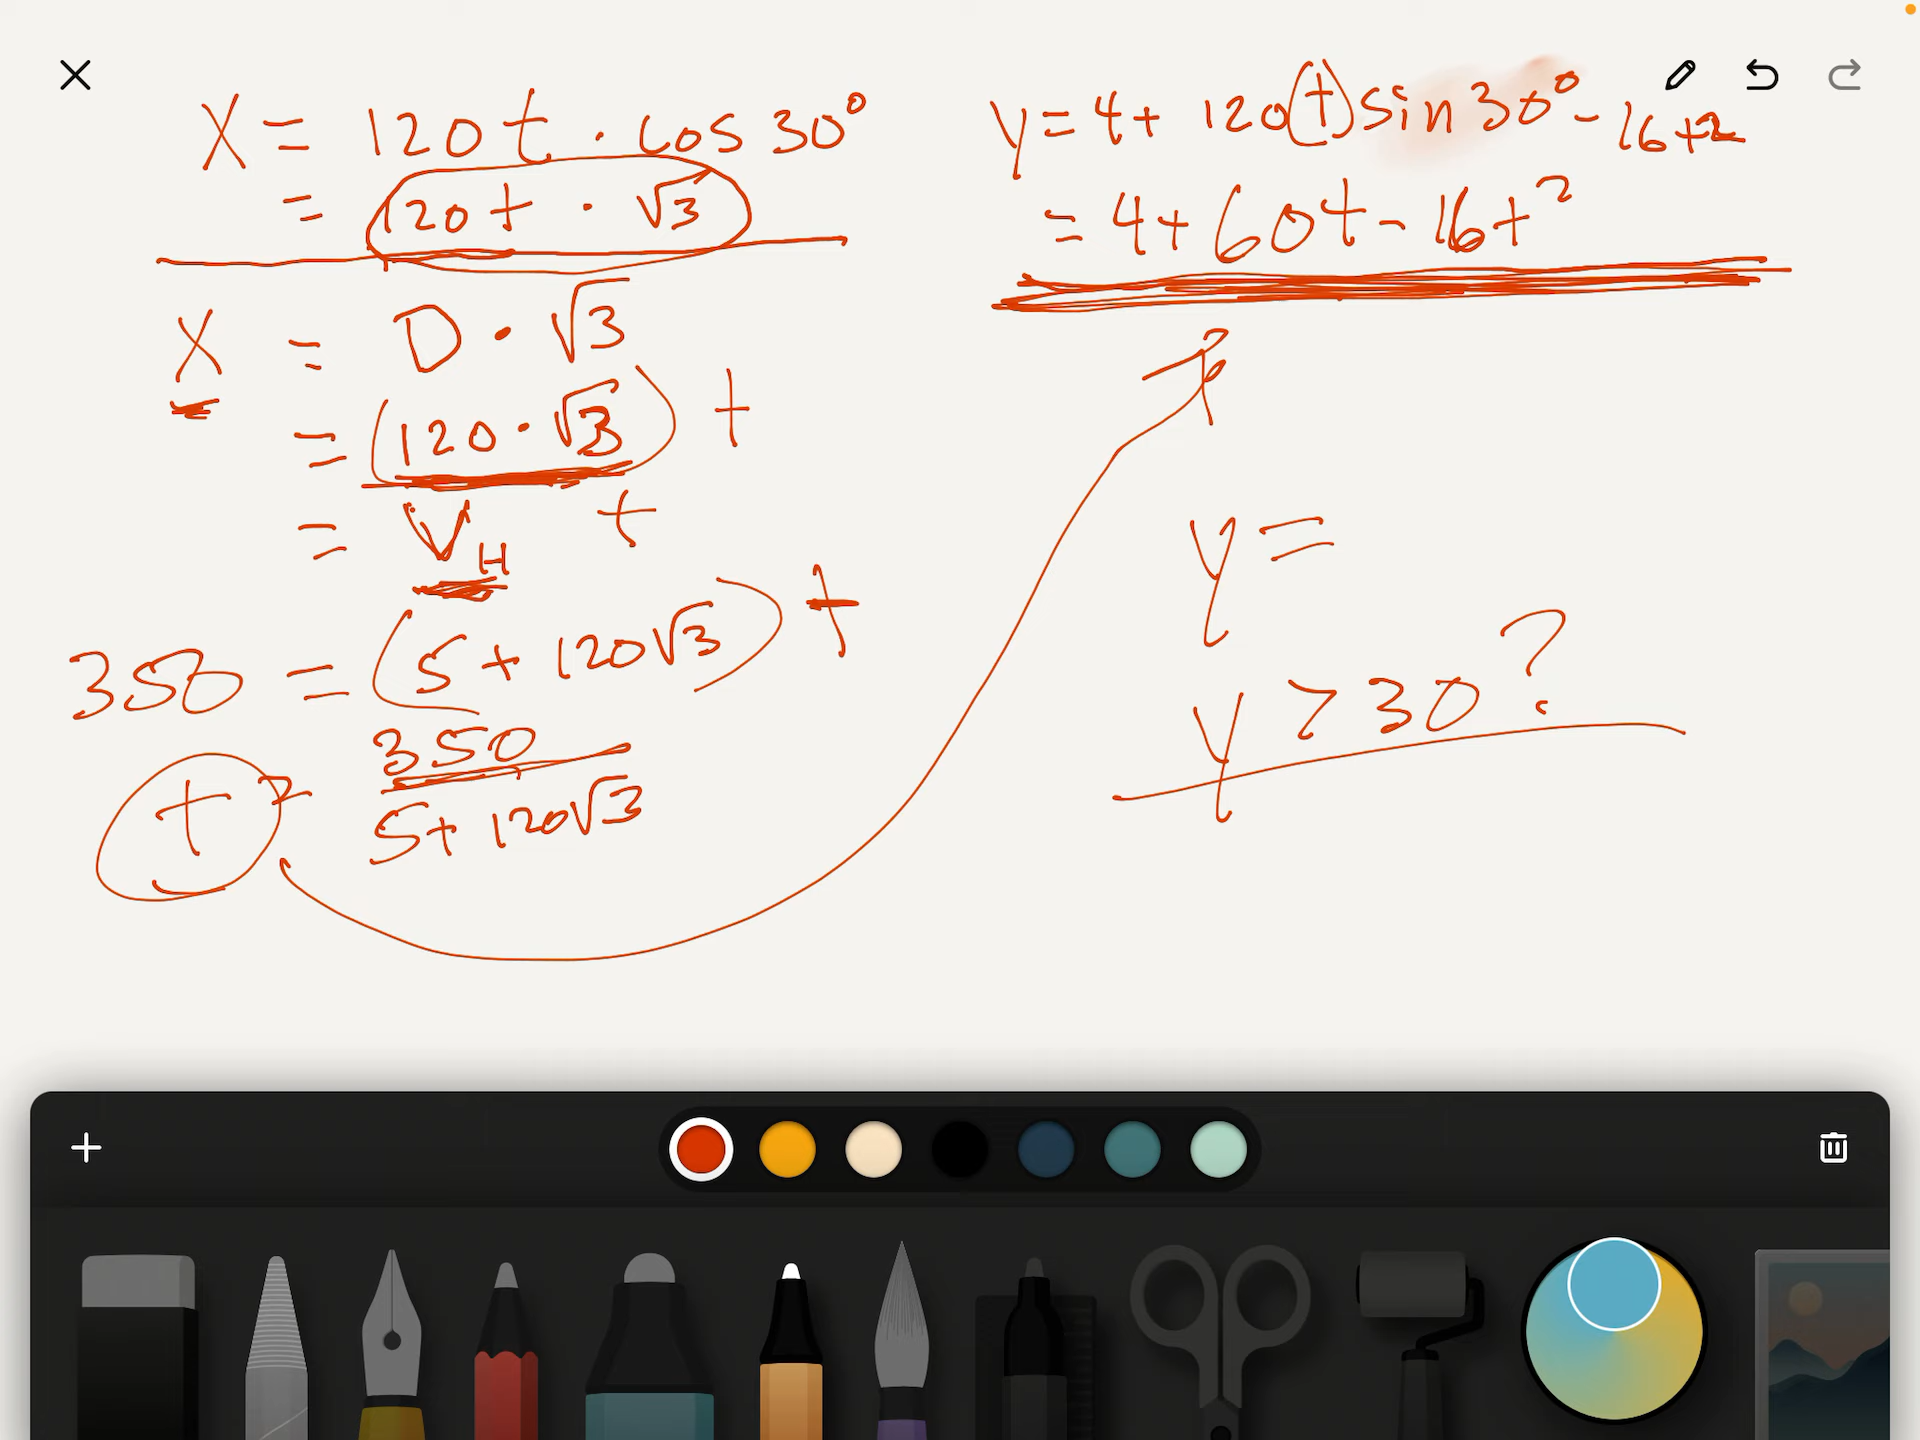 X = 120t · cos 30°
= 120t · √3
X = D · √3
= (120 · √3) t
= V_H t
350 = (5 + 120√3) t
t = 350
5 + 120√3
y = 4 + 120(t) sin 30° - 16t²
= 4 + 60t - 16t²
y =
y > 30?